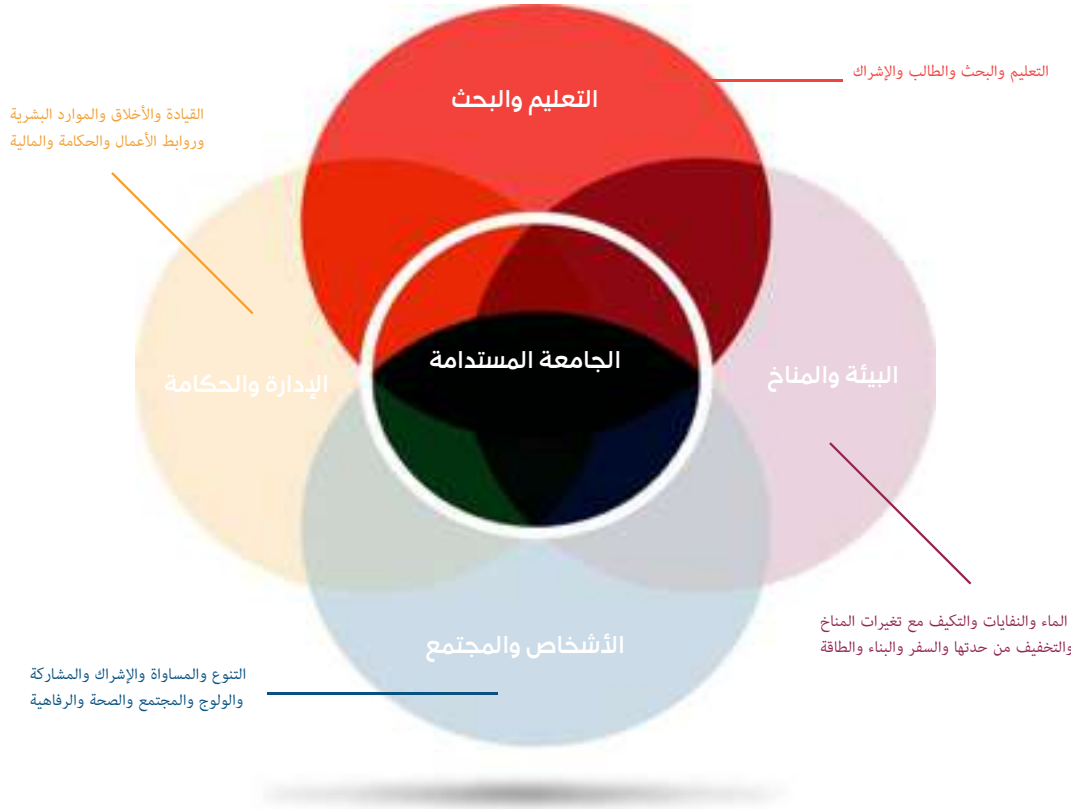 التعليم والبحث والطالب والإشراك
التعليم والبحث
القيادة والأخلاق والموارد البشرية
وروابط الأعمال والحكامة والمالية
الجامعة المستدامة
البيئة والمناخ
الإدارة والحكامة
الماء والنفايات والتكيف مع تغيرات المناخ
والتخفيف من حدتها والسفر والبناء والطاقة
الأشخاص والمجتمع
التنوع والمساواة والإشراك والمشاركة
والولوج والمجتمع والصحة والرفاهية